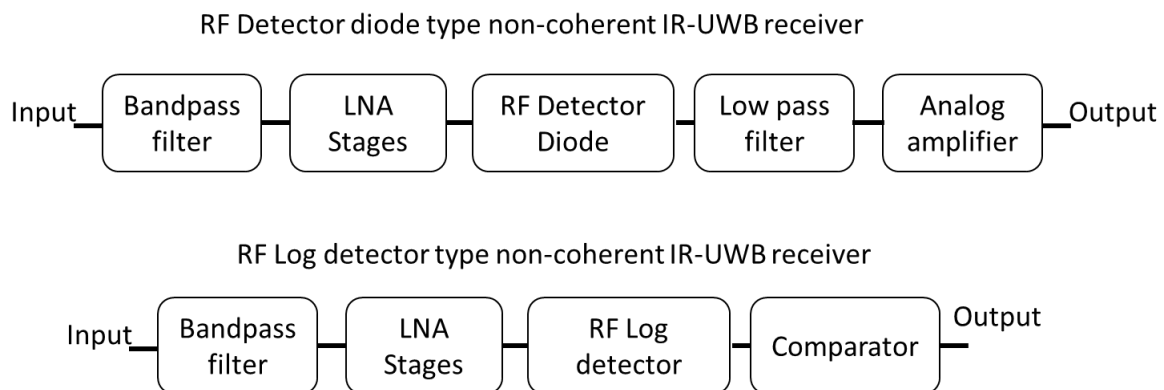 RF Detector diode type non-coherent IR-UWB receiver
Input
Bandpass
filter
LNA
Stages
RF Detector
Diode
Low pass
filter
Analog
amplifier
Output
RF Log detector type non-coherent IR-UWB receiver
Input
Bandpass
filter
LNA
Stages
RF Log
detector
Comparator
Output